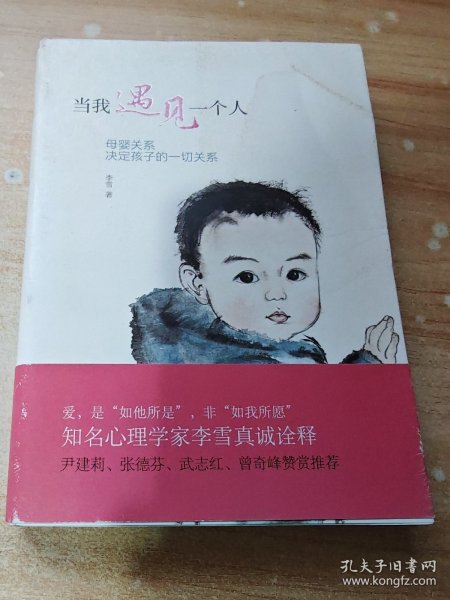 当我遇见一个人
母婴关系
决定孩子的一切关系
李雪 著
爱，是“如他所是”，非“如我所愿”
知名心理学家李雪真诚诠释
尹建莉、张德芬、武志红、曾奇峰赞赏推荐
孔夫子旧书网
www.kongfz.com